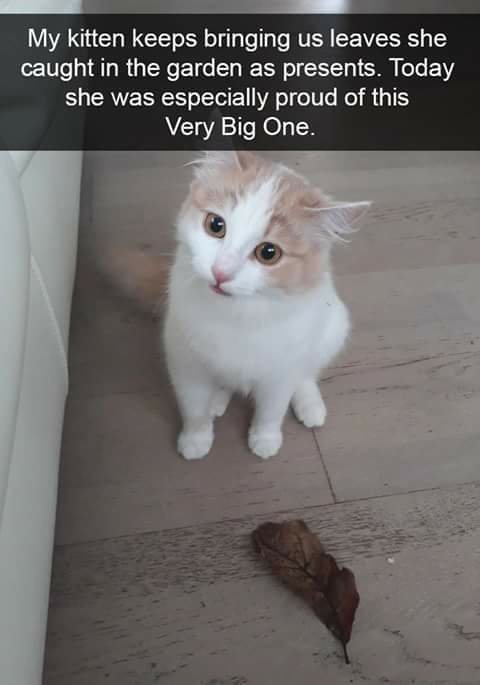 My kitten keeps bringing us leaves she
caught in the garden as presents. Today
she was especially proud of this
Very Big One.